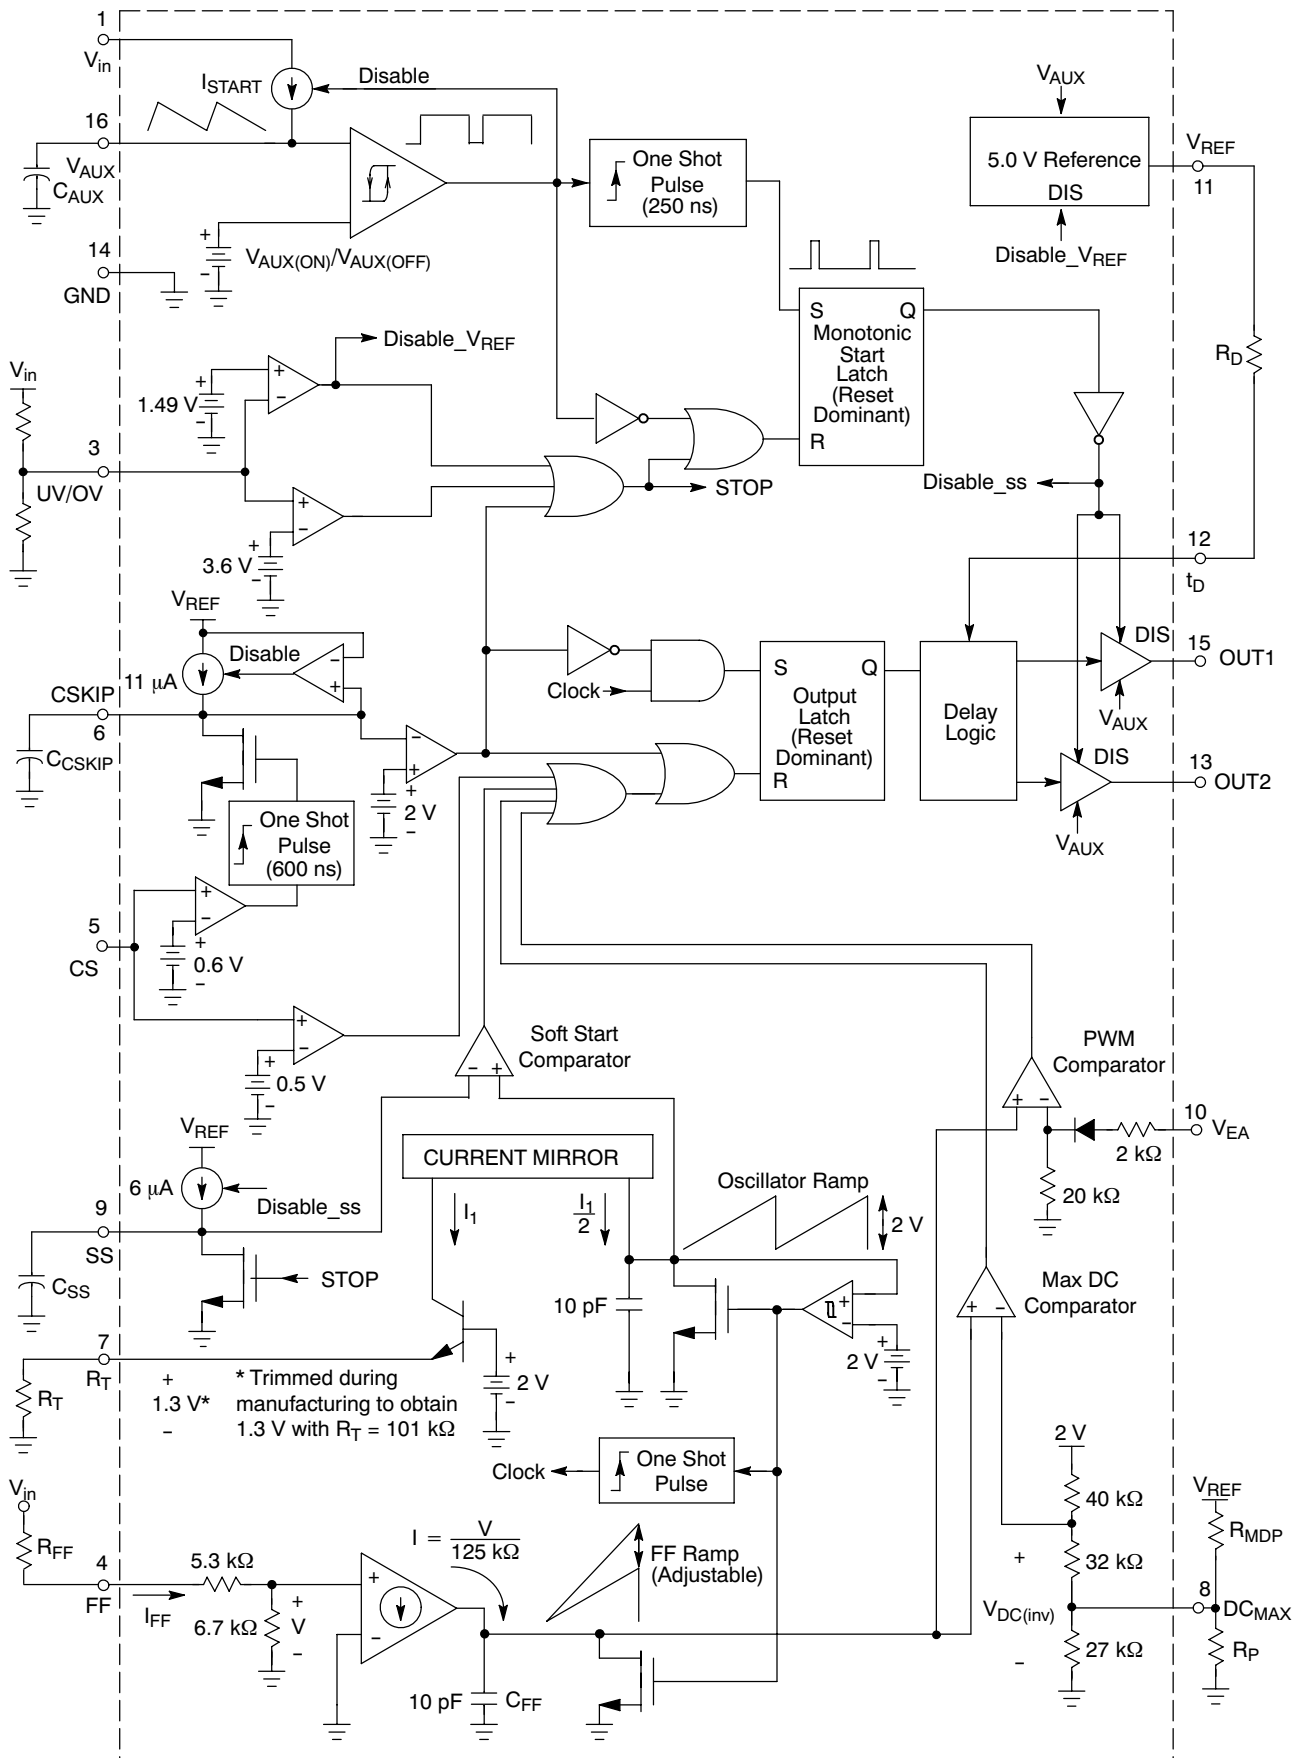 1
Vin
ISTART
Disable
16
VAUX
CAUX
VAUX(ON)/VAUX(OFF)
+
-
14
GND
One Shot
Pulse
(250 ns)
VAUX
5.0 V Reference
DIS
Disable_VREF
VREF
11
RD
S
Q
Monotonic
Start
Latch
(Reset
Dominant)
R
Disable_VREF
Vin
+
1.49 V
-
+
-
3
UV/OV
+
-
+
3.6 V
-
STOP
Disable_ss
12
tD
VREF
Disable
-
+
11 μA
CSKIP
6
CCSKIP
-
+
+
2 V
-
Clock
S
Q
Output
Latch
(Reset
Dominant)
R
Delay
Logic
DIS
15
OUT1
VAUX
DIS
13
OUT2
VAUX
One Shot
Pulse
(600 ns)
5
CS
+
-
+
0.6 V
-
+
-
+
0.5 V
-
Soft Start
Comparator
- +
PWM
Comparator
+ -
10
VEA
2 kΩ
20 kΩ
VREF
6 μA
Disable_ss
9
SS
CSS
STOP
CURRENT MIRROR
I1
I1
2
Oscillator Ramp
2 V
10 pF
+
-
2 V
+
-
Max DC
Comparator
+ -
7
RT
RT
+
1.3 V*
-
* Trimmed during
manufacturing to obtain
1.3 V with RT = 101 kΩ
+
2 V
-
Clock
One Shot
Pulse
2 V
40 kΩ
+
32 kΩ
VDC(inv)
-
27 kΩ
VREF
RMDP
8
DCMAX
RP
Vin
RFF
4
FF
IFF
5.3 kΩ
6.7 kΩ
+
V
-
+
-
I = V
125 kΩ
FF Ramp
(Adjustable)
10 pF
CFF